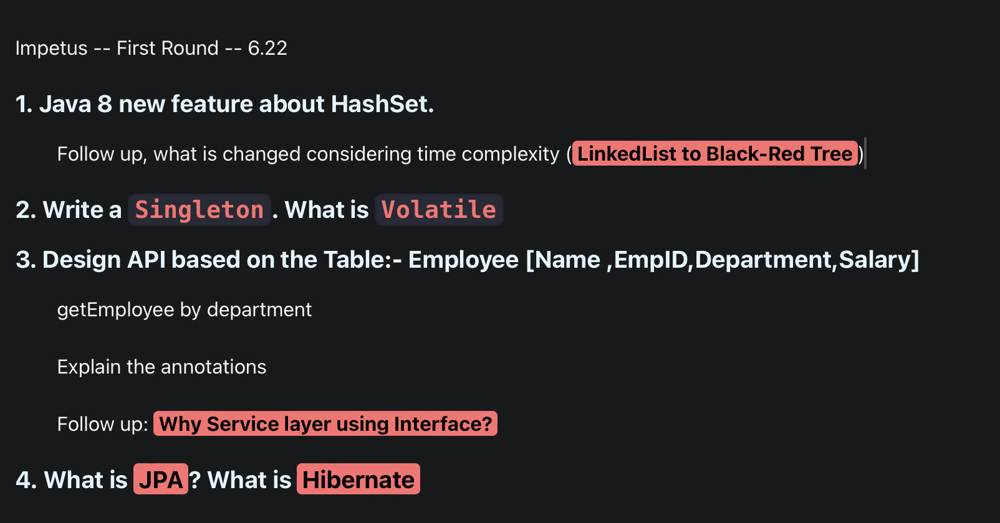 Impetus -- First Round -- 6.22
1. Java 8 new feature about HashSet.
Follow up, what is changed considering time complexity (LinkedList to Black-Red Tree)
2. Write a Singleton. What is Volatile
3. Design API based on the Table:- Employee [Name ,EmpID,Department,Salary]
getEmployee by department
Explain the annotations
Follow up: Why Service layer using Interface?
4. What is JPA? What is Hibernate